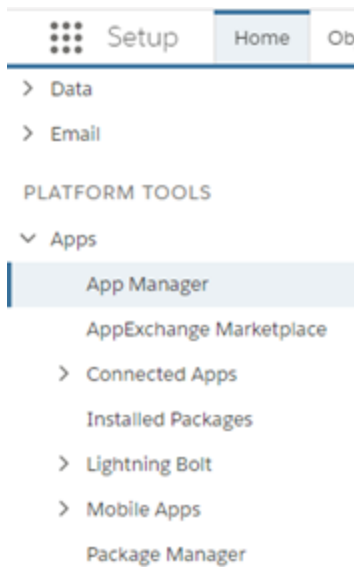 Setup Home Ob
Data
Email
PLATFORM TOOLS
Apps
App Manager
AppExchange Marketplace
Connected Apps
Installed Packages
Lightning Bolt
Mobile Apps
Package Manager